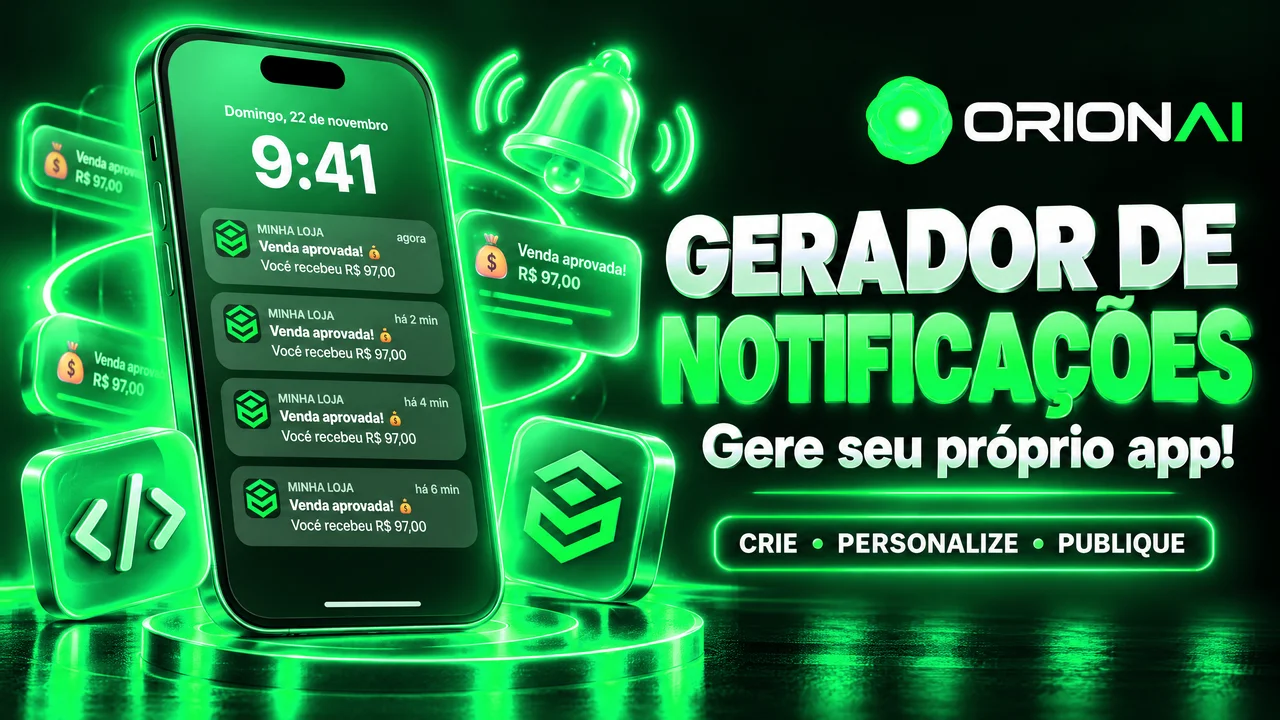 Domingo, 22 de novembro
9:41
MINHA LOJA
agora
Venda aprovada! 💰
Você recebeu R$ 97,00
MINHA LOJA
há 2 min
Venda aprovada! 💰
Você recebeu R$ 97,00
MINHA LOJA
há 4 min
Venda aprovada! 💰
Você recebeu R$ 97,00
MINHA LOJA
há 6 min
Venda aprovada! 💰
Você recebeu R$ 97,00
Venda
R$ 97,00
Venda
R$ 97,00
Venda aprovada!
R$ 97,00
</>
ORIONAI
GERADOR DE
NOTIFICAÇÕES
Gere seu próprio app!
CRIE • PERSONALIZE • PUBLIQUE